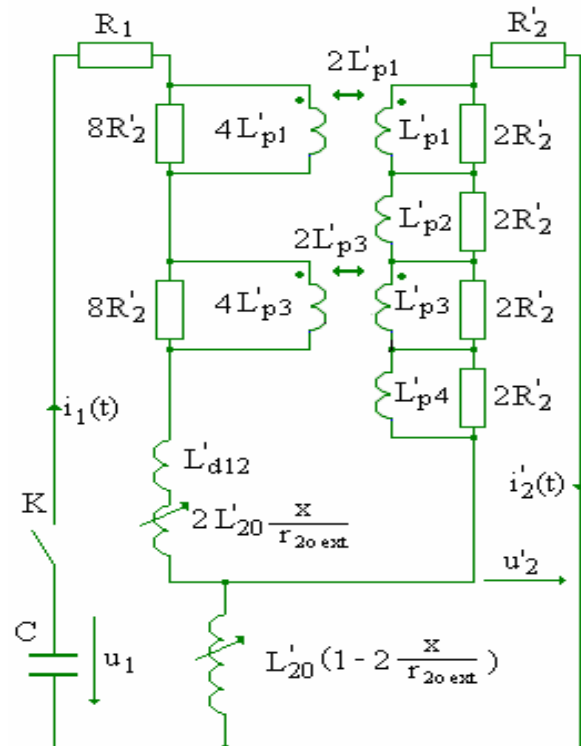 R₁
R'₂
2L'p1
8R'₂
4L'p1
L'p1
2R'₂
L'p2
2R'₂
2L'p3
8R'₂
4L'p3
L'p3
2R'₂
L'p4
2R'₂
i₁(t)
L'd12
K
2L'20 x/r2o ext
i'₂(t)
u'₂
C
u₁
L'20(1 - 2 x/r2o ext)